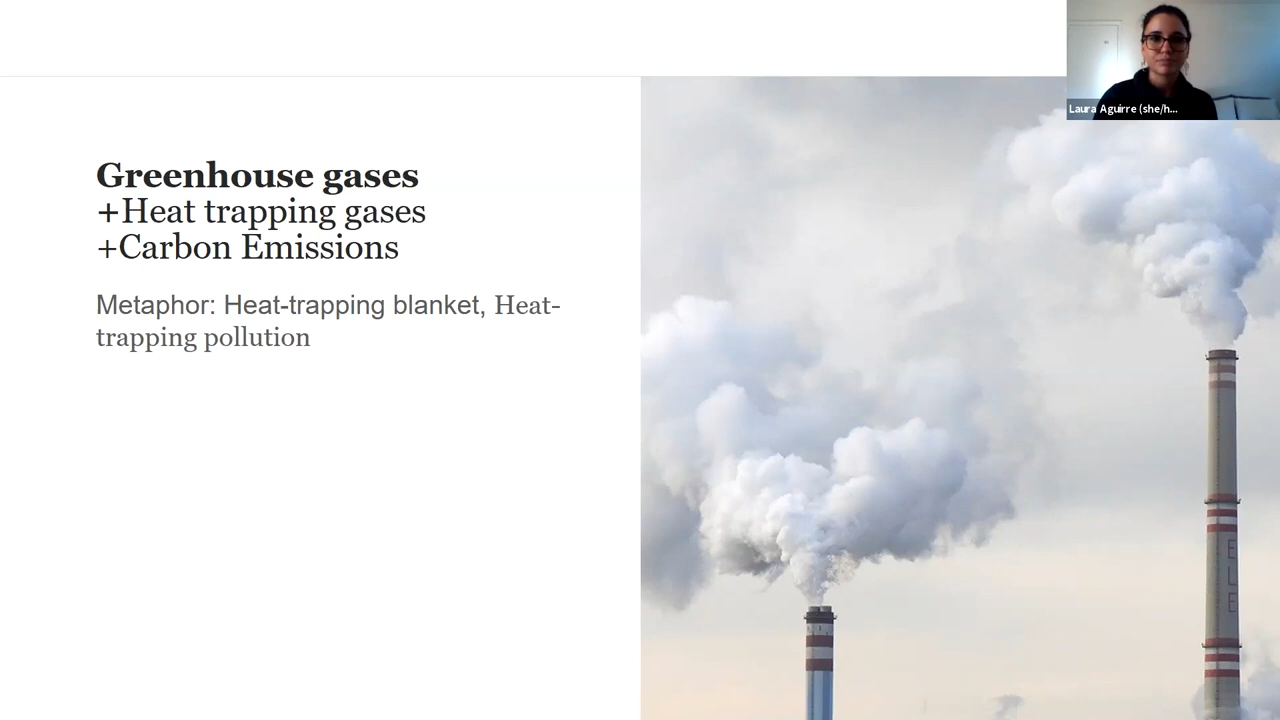 Laura Aguirre (she/h...
Greenhouse gases
+Heat trapping gases
+Carbon Emissions
Metaphor: Heat-trapping blanket, Heat-
trapping pollution
E
L
E